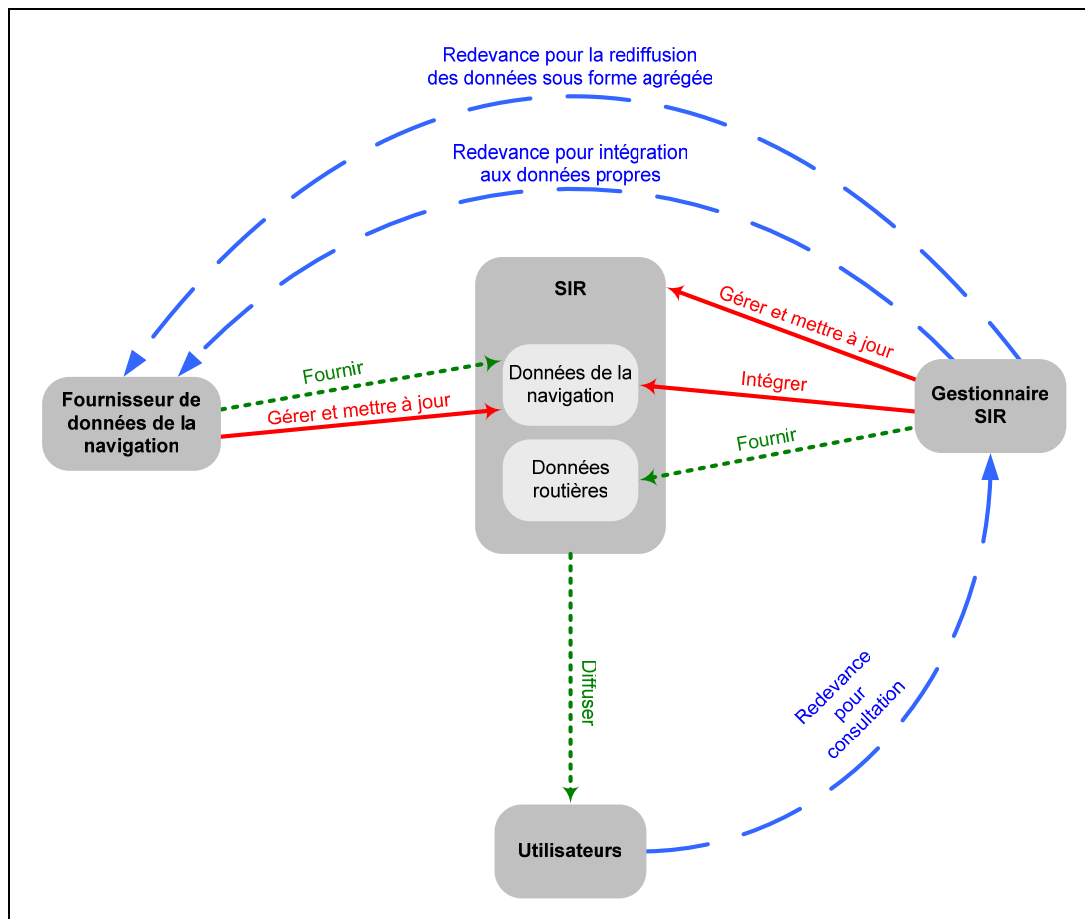 Redevance pour la rediffusion
des données sous forme agrégée
Redevance pour intégration
aux données propres
SIR
Gérer et mettre à jour
Fournir
Données de la
navigation
Intégrer
Fournisseur de
données de la
navigation
Gérer et mettre à jour
Gestionnaire
SIR
Fournir
Données
routières
Diffuser
Redevance
pour
consultation
Utilisateurs